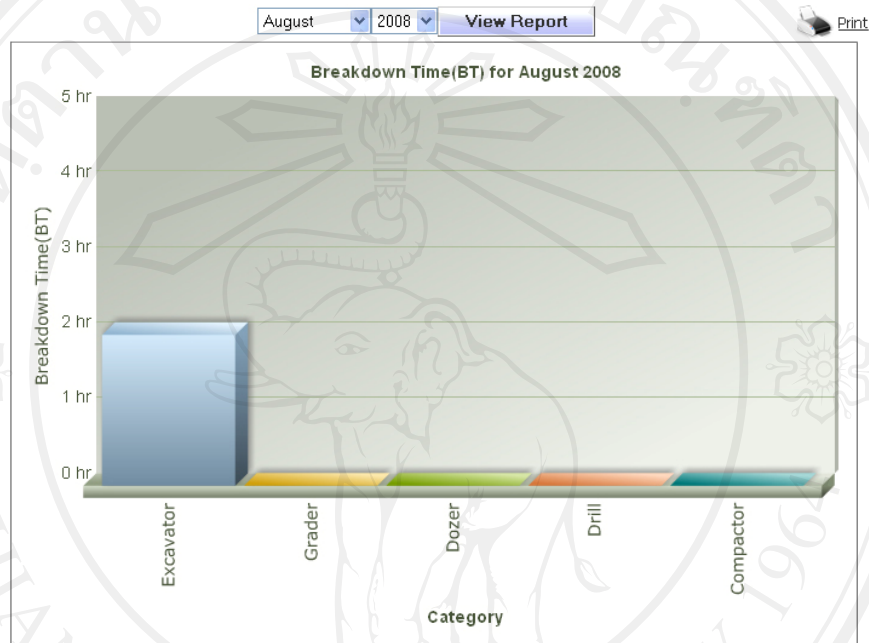 August 2008 View Report Print
Breakdown Time(BT) for August 2008
5 hr
4 hr
3 hr
2 hr
1 hr
0 hr
Breakdown Time(BT)
Excavator Grader Dozer Drill Compactor
Category
1964